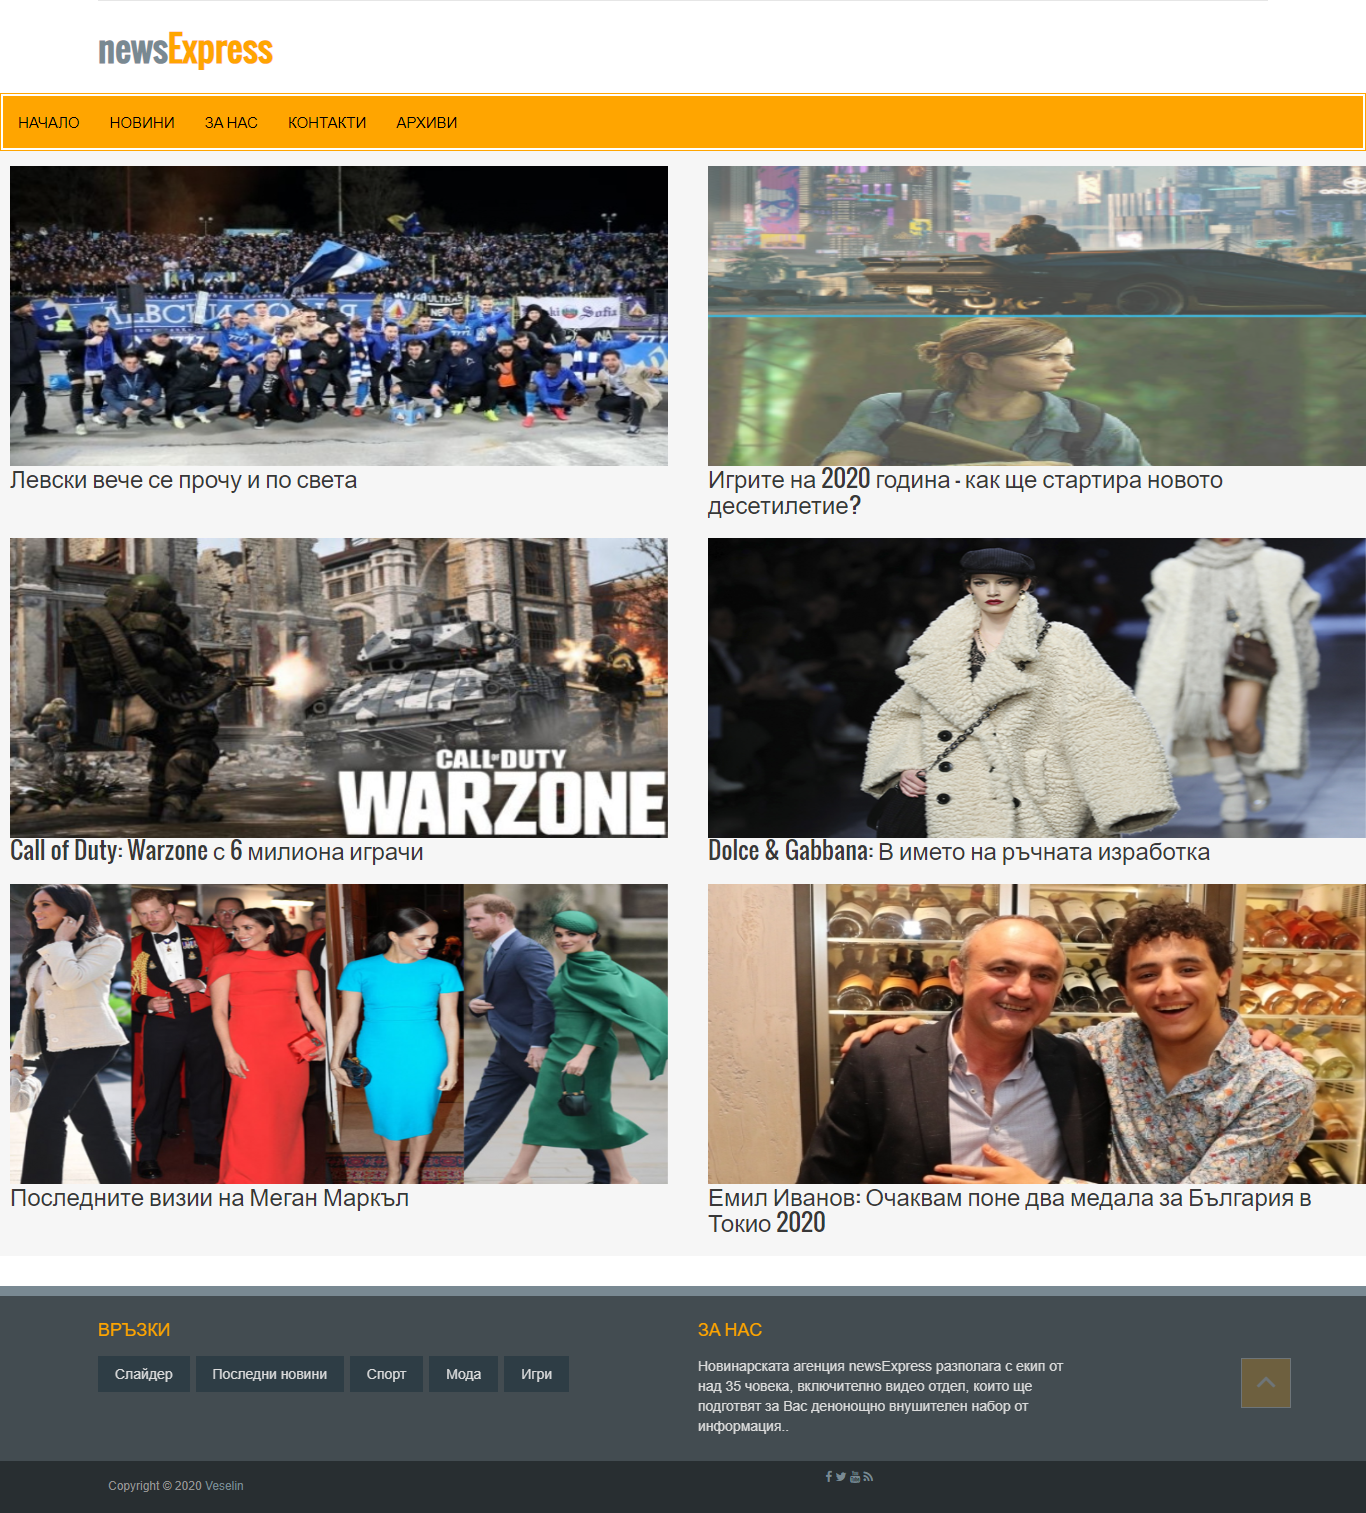 newsExpress
НАЧАЛО НОВИНИ ЗА НАС КОНТАКТИ АРХИВИ
ULTRAS
Sofia
Левски вече се прочу и по света
Игрите на 2020 година - как ще стартира новото
десетилетие?
CALL OF DUTY
WARZONE
Call of Duty: Warzone с 6 милиона играчи
Dolce & Gabbana: В името на ръчната изработка
Последните визии на Меган Маркъл
Емил Иванов: Очаквам поне два медала за България в
Токио 2020
ВРЪЗКИ
Слайдер Последни новини Спорт Мода Игри
ЗА НАС
Новинарската агенция newsExpress разполага с екип от
над 35 човека, включително видео отдел, които ще
подготвят за Вас денонощно внушителен набор от
информация..
Copyright © 2020 Veselin